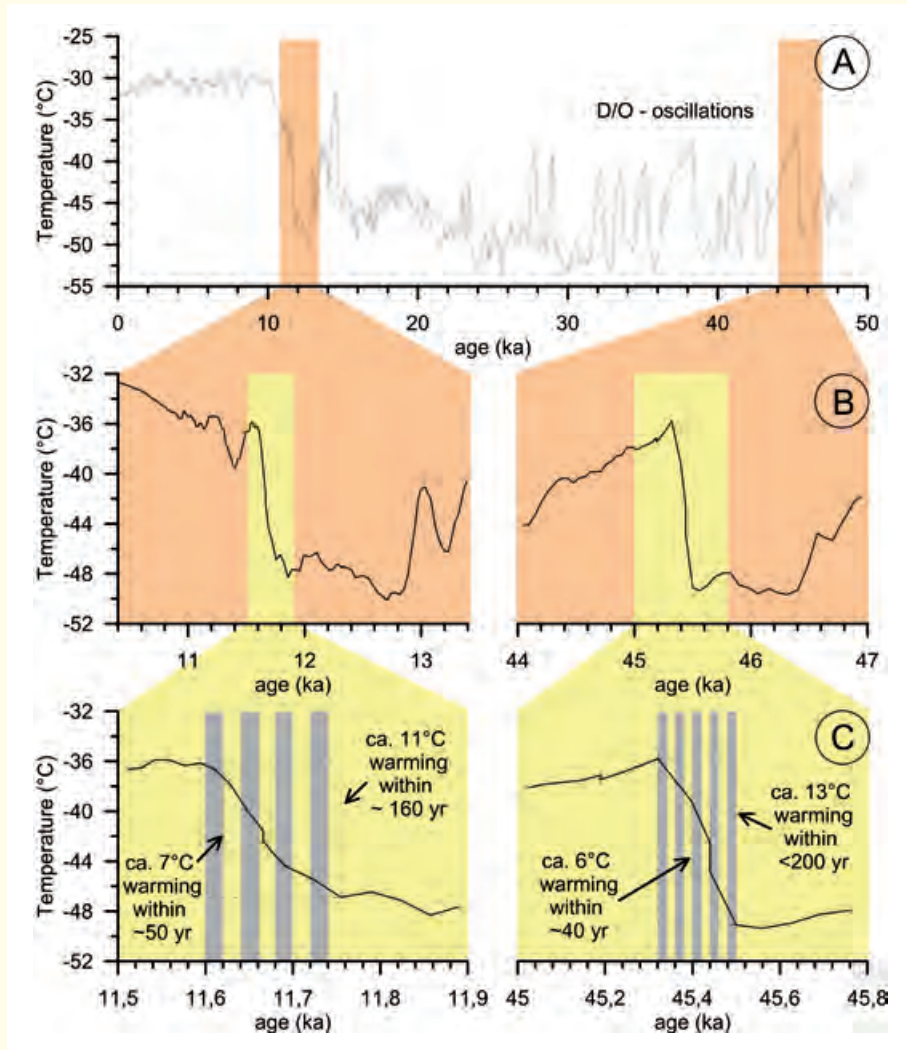 A
Temperature (°C)
-25
-30
-35
-40
-45
-50
-55
D/O - oscillations
0 10 20 30 40 50
age (ka)
B
Temperature (°C)
-32
-36
-40
-44
-48
-52
11 12 13
age (ka)
44 45 46 47
age (ka)
C
Temperature (°C)
-32
-36
-40
-44
-48
-52
ca. 11°C
warming
within
~ 160 yr
ca. 7°C
warming
within
~50 yr
11,5 11,6 11,7 11,8 11,9
age (ka)
ca. 13°C
warming
within
<200 yr
ca. 6°C
warming
within
~40 yr
45 45,2 45,4 45,6 45,8
age (ka)